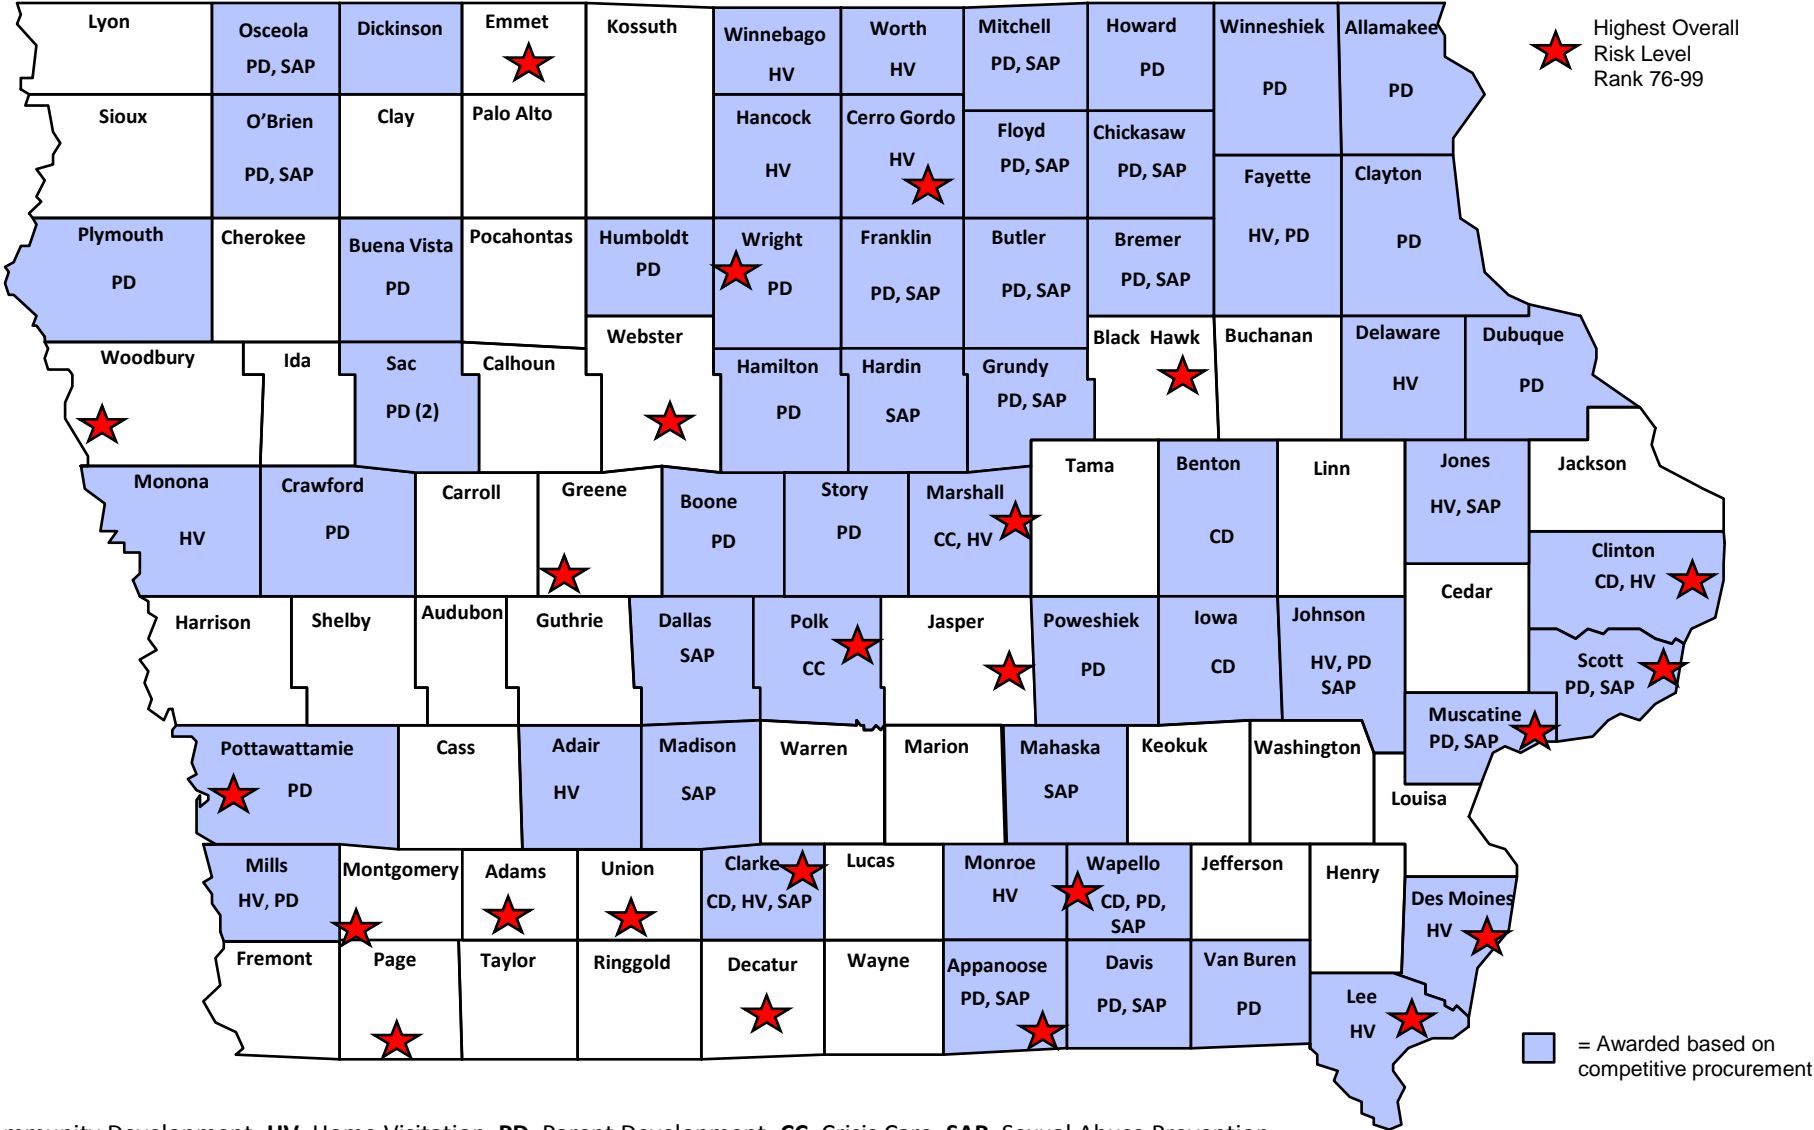 Lyon
Osceola
PD, SAP
Dickinson
Emmet
Kossuth
Winnebago
HV
Worth
HV
Mitchell
PD, SAP
Howard
PD
Winneshiek
PD
Allamakee
PD
Highest Overall
Risk Level
Rank 76-99
Sioux
O’Brien
PD, SAP
Clay
Palo Alto
Hancock
HV
Cerro Gordo
HV
Floyd
PD, SAP
Chickasaw
PD, SAP
Fayette
HV, PD
Clayton
PD
Plymouth
PD
Cherokee
Buena Vista
PD
Pocahontas
Humboldt
PD
Wright
PD
Franklin
PD, SAP
Butler
PD, SAP
Bremer
PD, SAP
Woodbury
Ida
Sac
PD (2)
Calhoun
Webster
Hamilton
PD
Hardin
SAP
Grundy
PD, SAP
Black Hawk
Buchanan
Delaware
HV
Dubuque
PD
Monona
HV
Crawford
PD
Carroll
Greene
Boone
PD
Story
PD
Marshall
CC, HV
Tama
Benton
CD
Linn
Jones
HV, SAP
Jackson
Clinton
CD, HV
Harrison
Shelby
Audubon
Guthrie
Dallas
SAP
Polk
CC
Jasper
Poweshiek
PD
Iowa
CD
Johnson
HV, PD
SAP
Cedar
Scott
PD, SAP
Muscatine
PD, SAP
Pottawattamie
PD
Cass
Adair
HV
Madison
SAP
Warren
Marion
Mahaska
SAP
Keokuk
Washington
Louisa
Mills
HV, PD
Montgomery
Adams
Union
Clarke
CD, HV, SAP
Lucas
Monroe
HV
Wapello
CD, PD,
SAP
Jefferson
Henry
Des Moines
HV
Fremont
Page
Taylor
Ringgold
Decatur
Wayne
Appanoose
PD, SAP
Davis
PD, SAP
Van Buren
PD
Lee
HV
= Awarded based on
competitive procurement